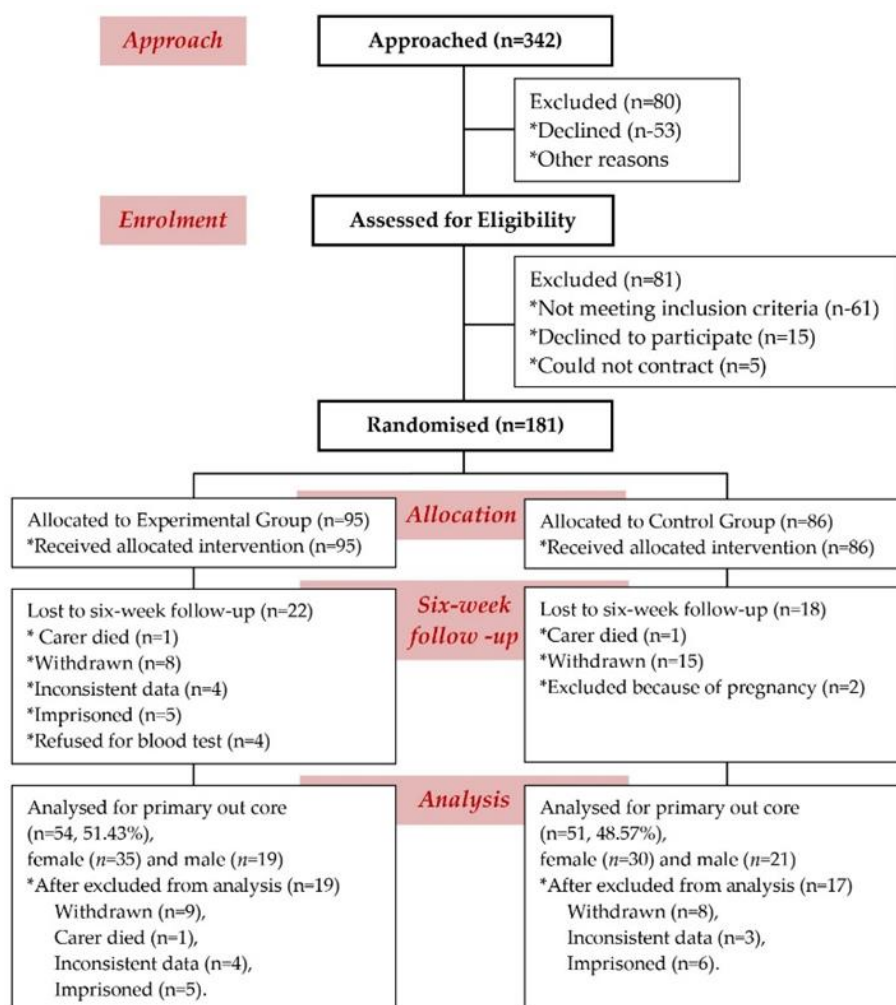 Approach
Approached (n=342)
Excluded (n=80)
*Declined (n-53)
*Other reasons
Enrolment
Assessed for Eligibility
Excluded (n=81)
*Not meeting inclusion criteria (n-61)
*Declined to participate (n=15)
*Could not contract (n=5)
Randomised (n=181)
Allocation
Allocated to Experimental Group (n=95)
*Received allocated intervention (n=95)
Allocated to Control Group (n=86)
*Received allocated intervention (n=86)
Six-week
follow -up
Lost to six-week follow-up (n=22)
* Carer died (n=1)
*Withdrawn (n=8)
*Inconsistent data (n=4)
*Imprisoned (n=5)
*Refused for blood test (n=4)
Lost to six-week follow-up (n=18)
*Carer died (n=1)
*Withdrawn (n=15)
*Excluded because of pregnancy (n=2)
Analysis
Analysed for primary out core
(n=54, 51.43%),
female (n=35) and male (n=19)
*After excluded from analysis (n=19)
Withdrawn (n=9),
Carer died (n=1),
Inconsistent data (n=4),
Imprisoned (n=5).
Analysed for primary out core
(n=51, 48.57%),
female (n=30) and male (n=21)
*After excluded from analysis (n=17)
Withdrawn (n=8),
Inconsistent data (n=3),
Imprisoned (n=6).